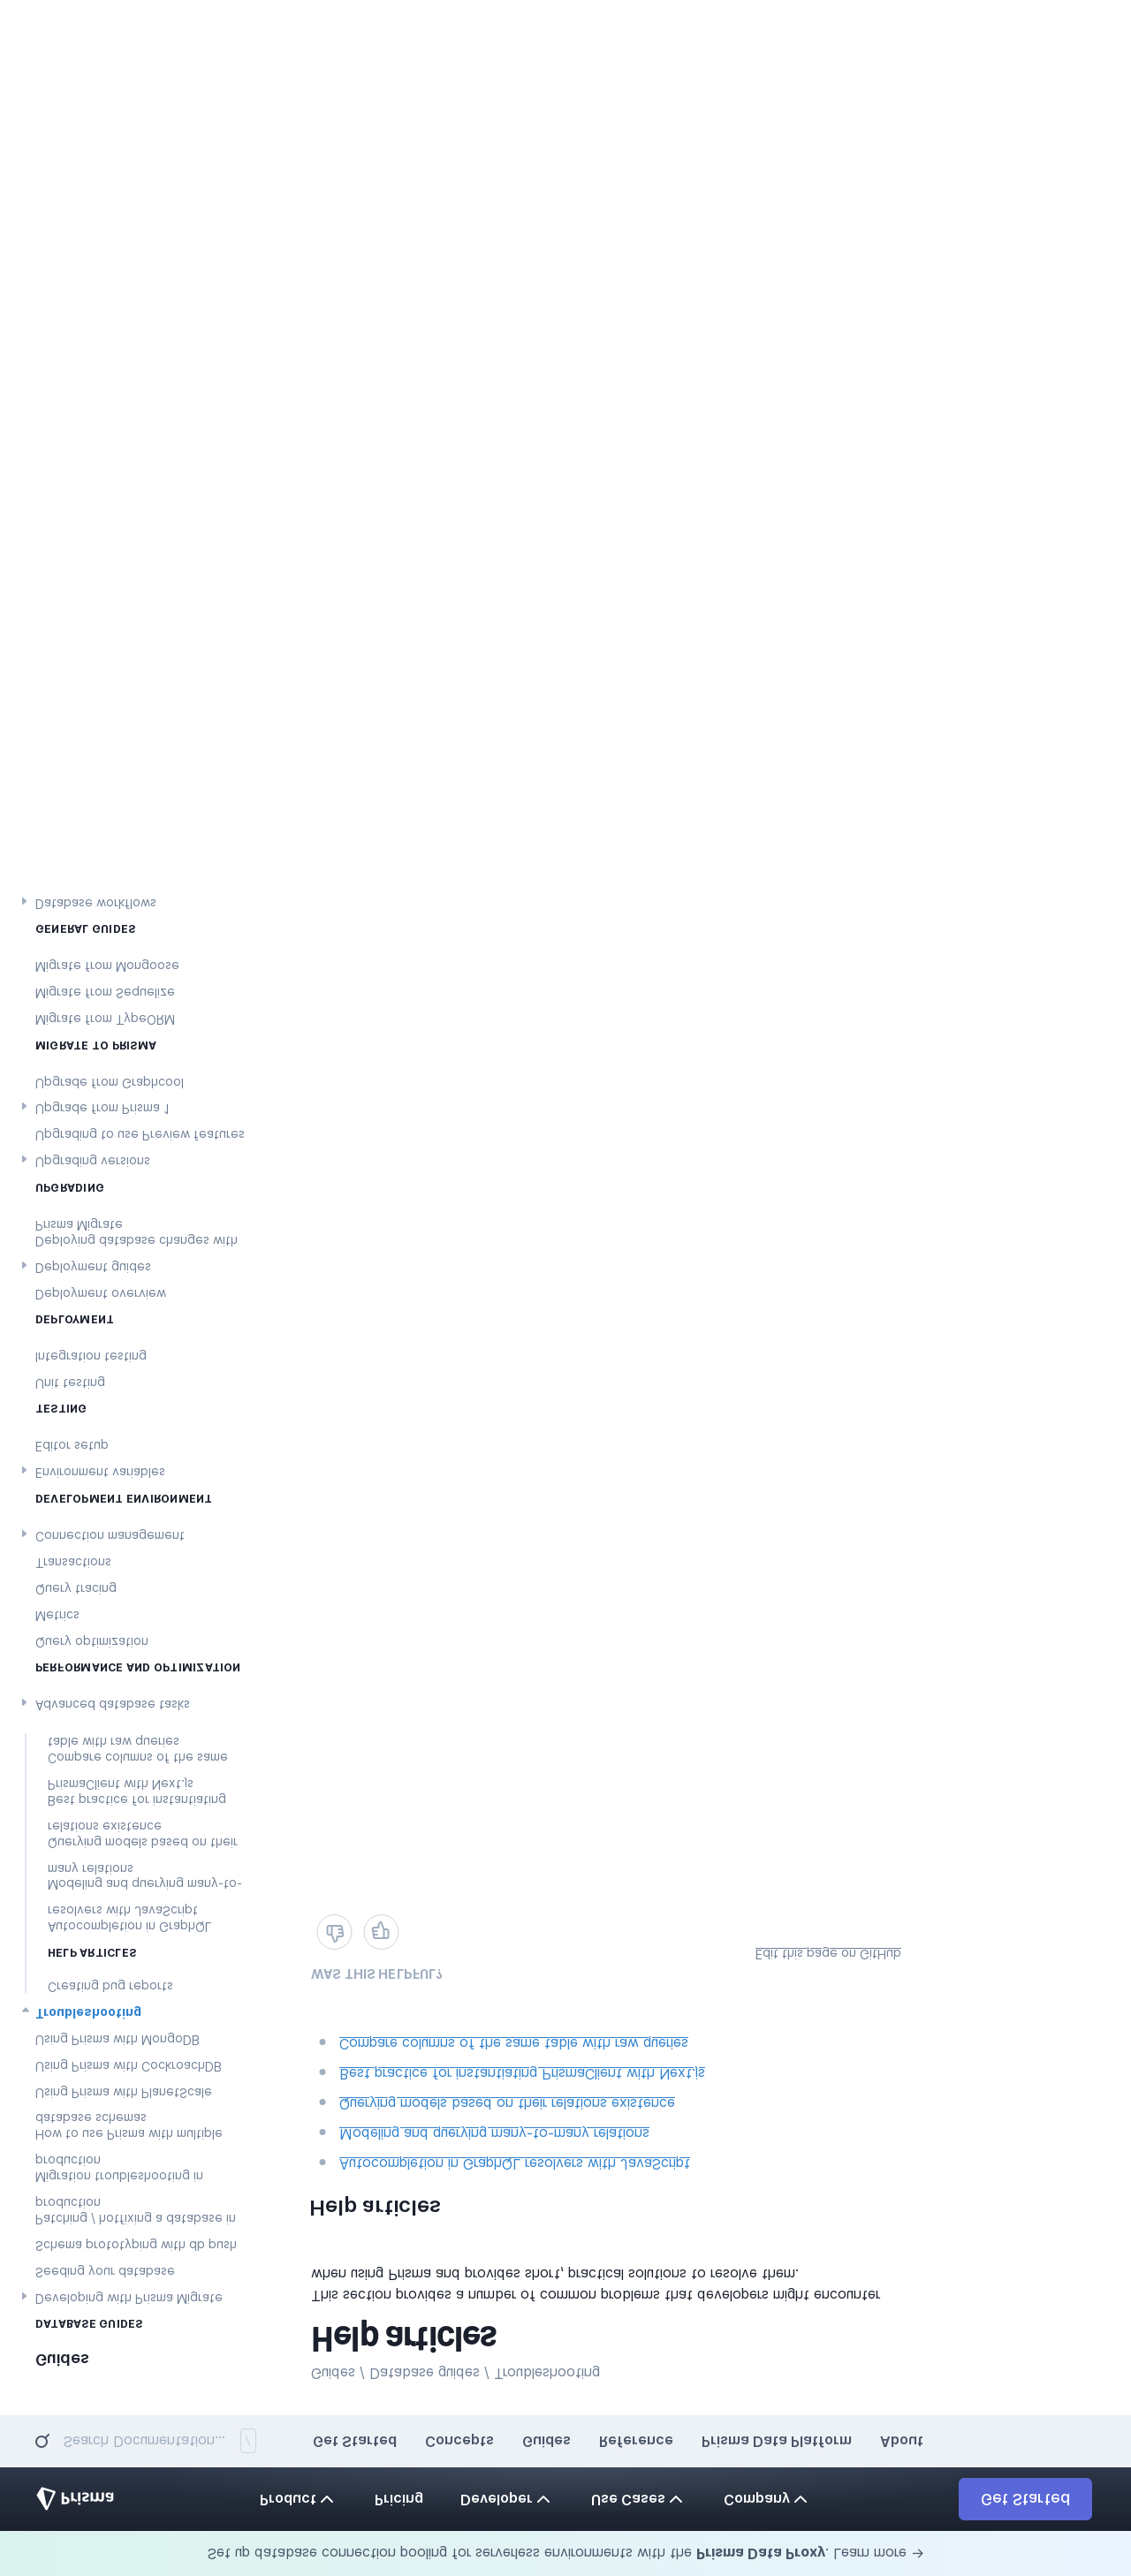 Set up database connection pooling for serverless environments with the Prisma Data Proxy. Learn more →
Prisma
Product
Pricing
Developer
Use Cases
Company
Get Started
Search Documentation...
/
Get Started
Concepts
Guides
Reference
Prisma Data Platform
About
Guides
DATABASE GUIDES
Developing with Prisma Migrate
Seeding your database
Schema prototyping with db push
Patching / hotfixing a database in
production
Migration troubleshooting in
production
How to use Prisma with multiple
database schemas
Using Prisma with PlanetScale
Using Prisma with CockroachDB
Using Prisma with MongoDB
Troubleshooting
Creating bug reports
HELP ARTICLES
Autocompletion in GraphQL
resolvers with JavaScript
Modeling and querying many-to-
many relations
Querying models based on their
relations existence
Best practice for instantiating
PrismaClient with Next.js
Compare columns of the same
table with raw queries
Advanced database tasks
PERFORMANCE AND OPTIMIZATION
Query optimization
Metrics
Query tracing
Transactions
Connection management
DEVELOPMENT ENVIRONMENT
Environment variables
Editor setup
TESTING
Unit testing
Integration testing
DEPLOYMENT
Deployment overview
Deployment guides
Deploying database changes with
Prisma Migrate
UPGRADING
Upgrading versions
Upgrading to use Preview features
Upgrade from Prisma 1
Upgrade from Graphcool
MIGRATE TO PRISMA
Migrate from TypeORM
Migrate from Sequelize
Migrate from Mongoose
GENERAL GUIDES
Database workflows
Guides / Database guides / Troubleshooting
Help articles
This section provides a number of common problems that developers might encounter
when using Prisma and provides short, practical solutions to resolve them.
Help articles
Autocompletion in GraphQL resolvers with JavaScript
Modeling and querying many-to-many relations
Querying models based on their relations existence
Best practice for instantiating PrismaClient with Next.js
Compare columns of the same table with raw queries
WAS THIS HELPFUL?
Edit this page on GitHub